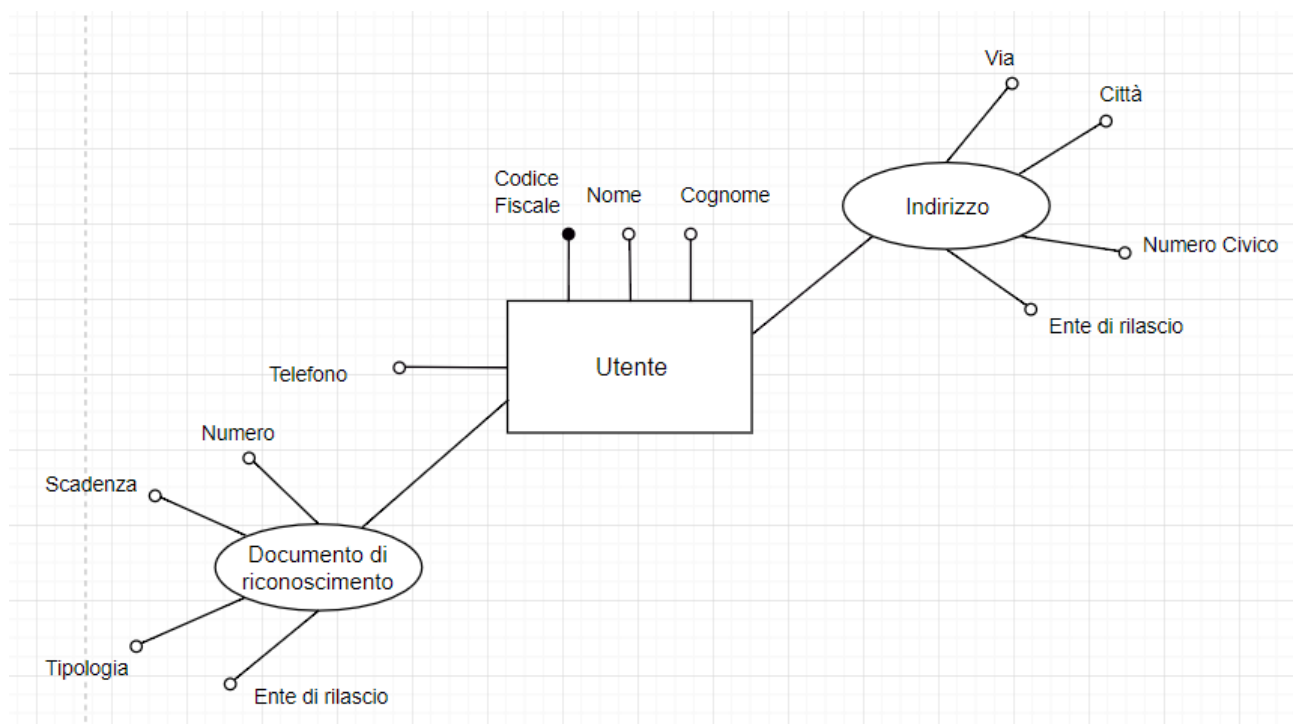 Via
Città
Codice
Fiscale
Nome
Cognome
Indirizzo
Numero Civico
Ente di rilascio
Utente
Telefono
Numero
Scadenza
Documento di
riconoscimento
Tipologia
Ente di rilascio